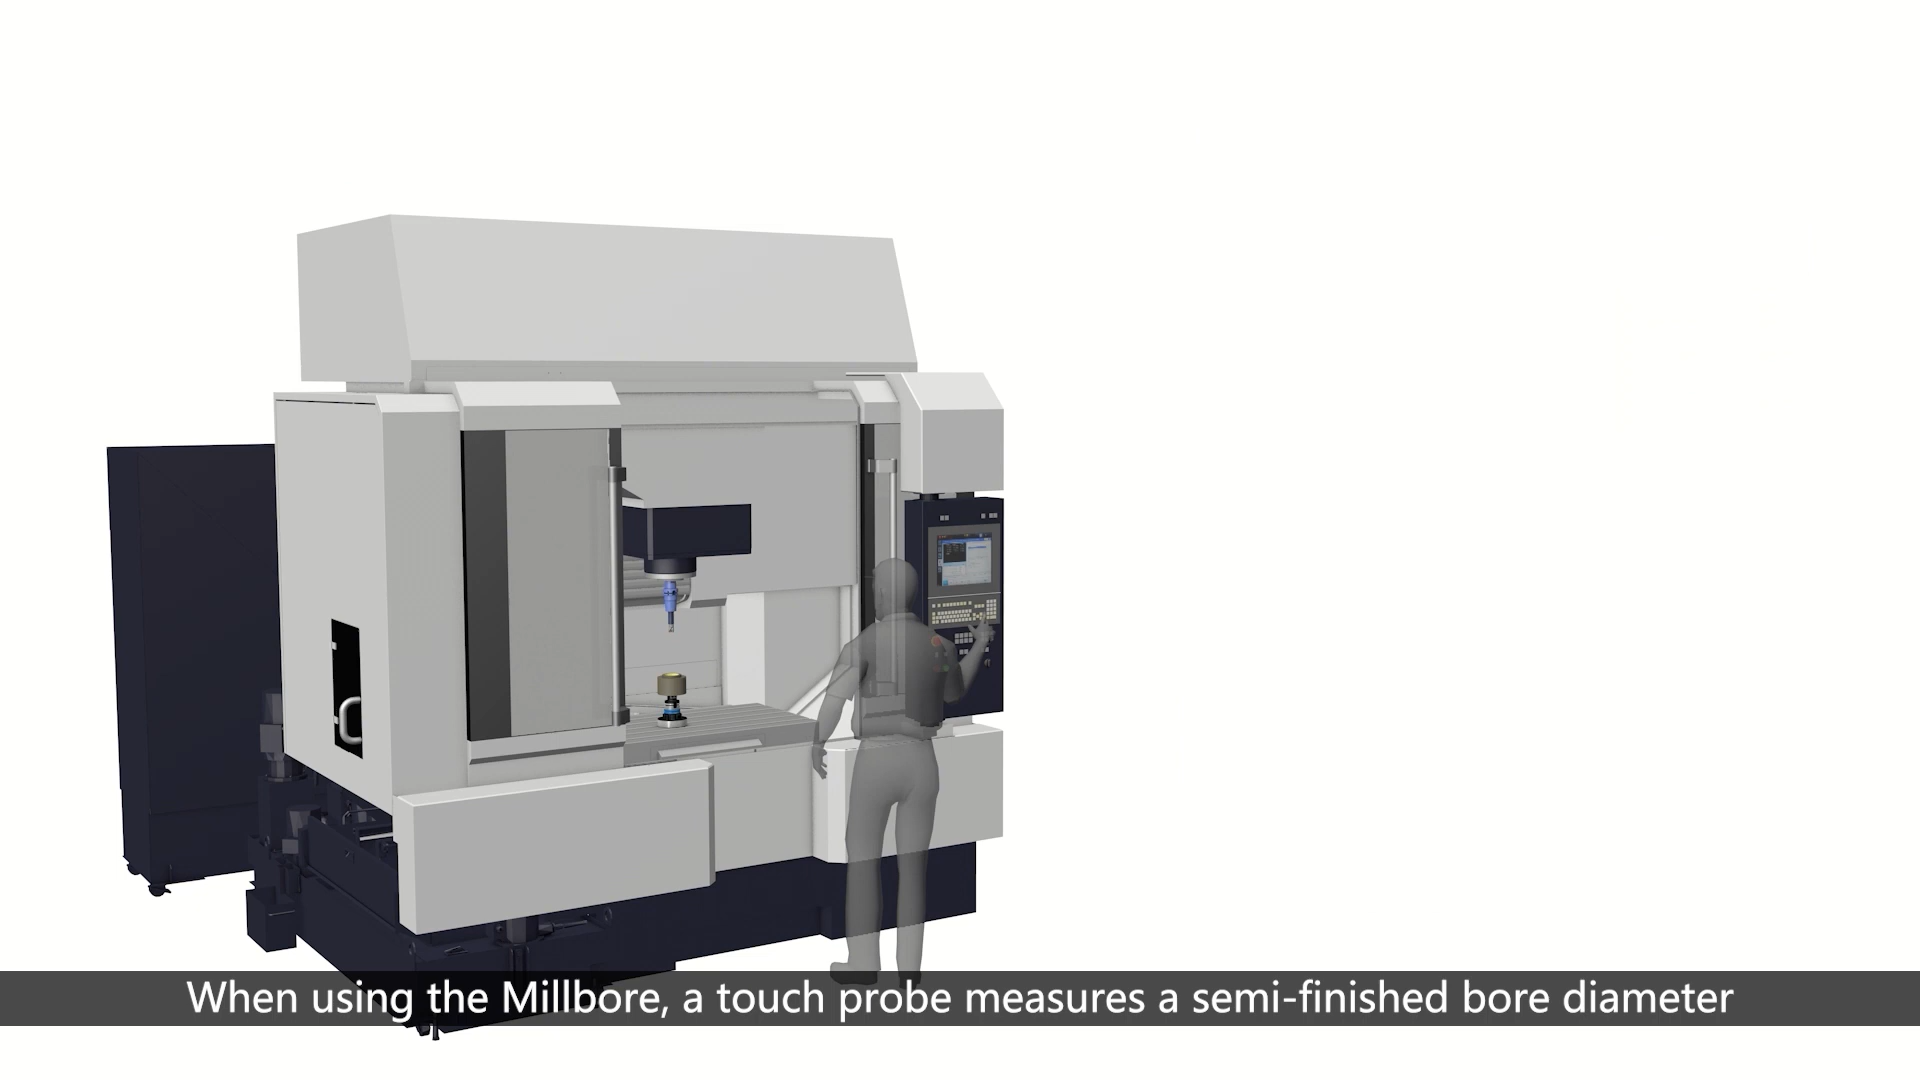 When using the Millbore, a touch probe measures a semi-finished bore diameter